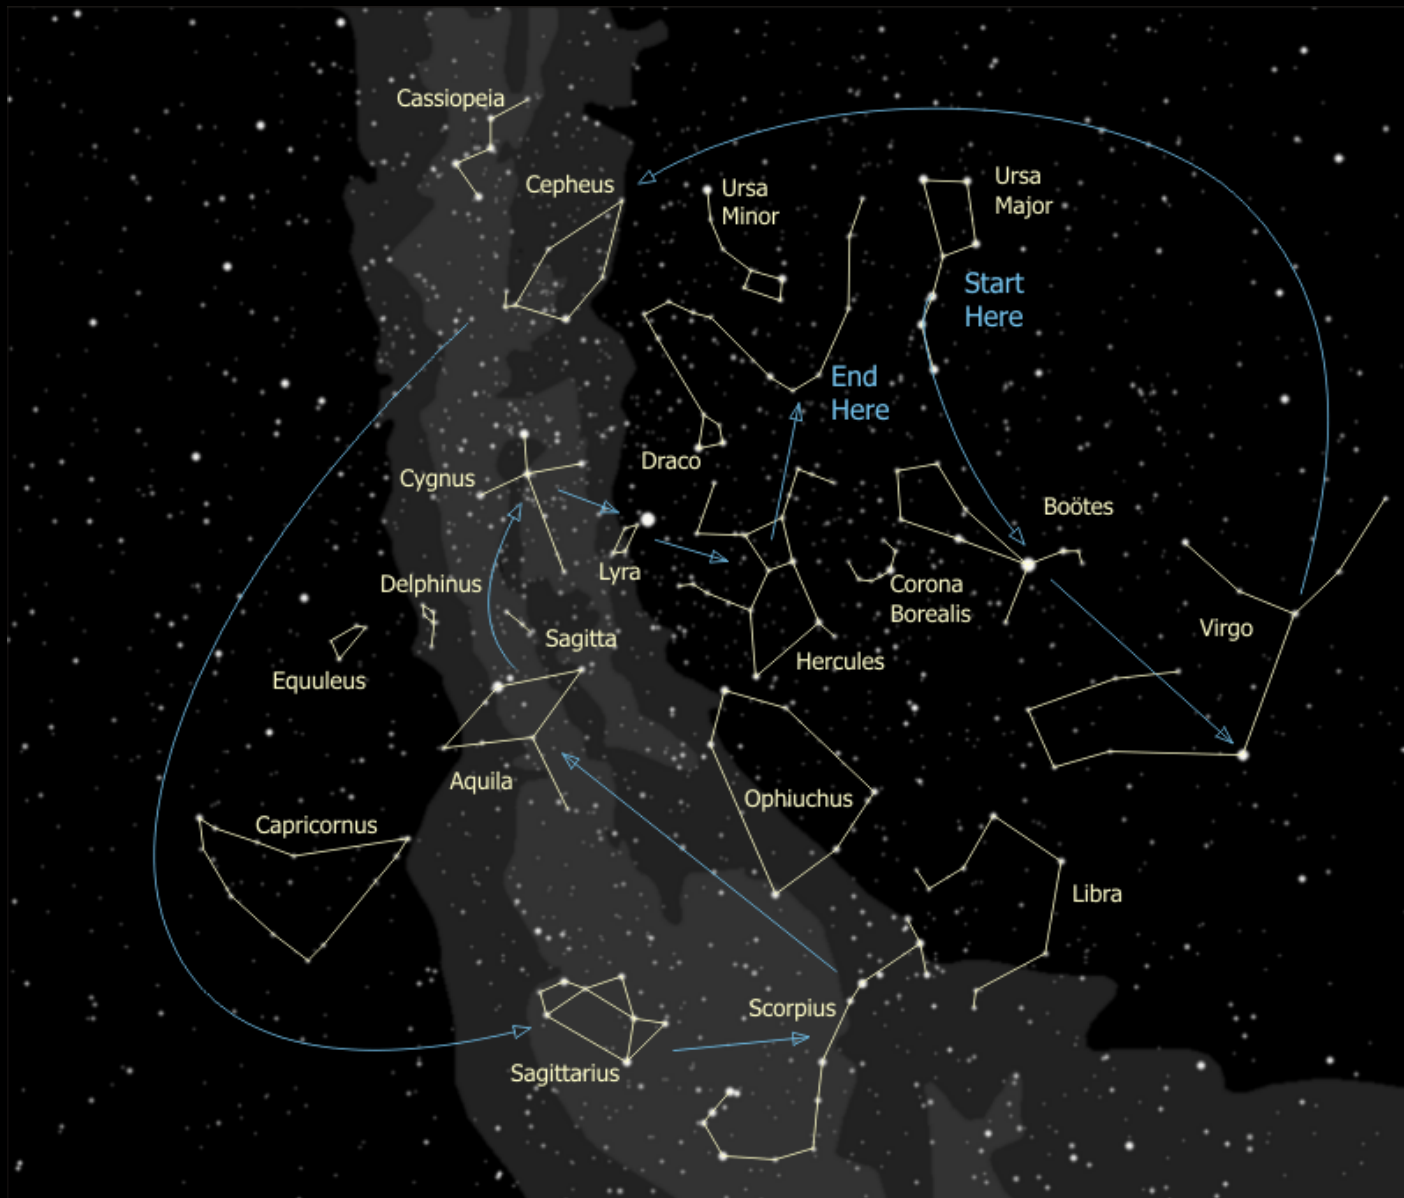 Cassiopeia
Cepheus
Ursa
Minor
Ursa
Major
Start
Here
End
Here
Draco
Cygnus
Boötes
Lyra
Delphinus
Corona
Borealis
Sagitta
Virgo
Hercules
Equuleus
Aquila
Ophiuchus
Capricornus
Libra
Scorpius
Sagittarius